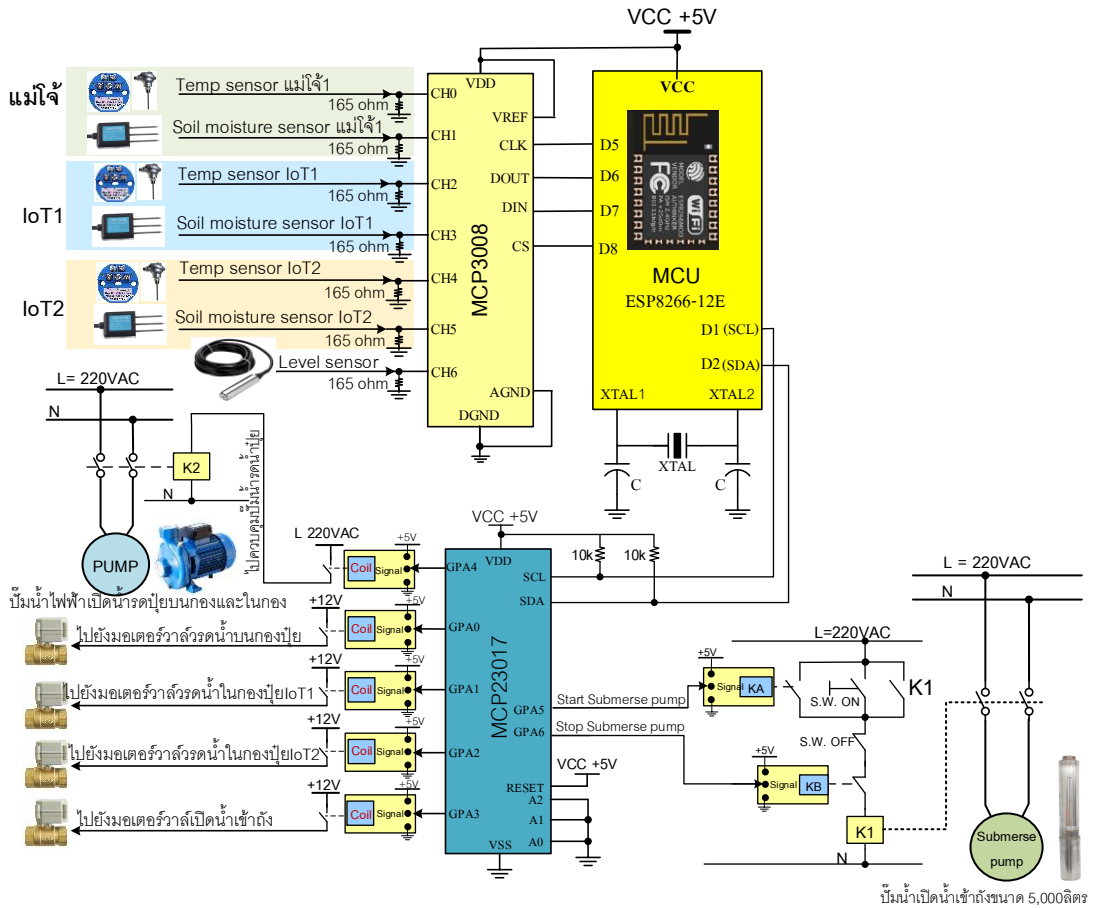 VCC +5V
แม่โจ้
Temp sensor แม่โจ้1
165 ohm
CH0
VDD
VREF
VCC
Soil moisture sensor แม่โจ้1
165 ohm
CH1
CLK
D5
IoT1
Temp sensor IoT1
165 ohm
CH2
DOUT
D6
Soil moisture sensor IoT1
165 ohm
CH3
DIN
D7
CS
D8
MCP3008
WiFi
FC
MCU
ESP8266-12E
IoT2
Temp sensor IoT2
165 ohm
CH4
Soil moisture sensor IoT2
165 ohm
CH5
Level sensor
165 ohm
CH6
AGND
DGND
D1 (SCL)
D2 (SDA)
XTAL1
XTAL2
XTAL
C
C
L= 220VAC
N
K2
N
PUMP
ไปควบคุมปั๊มน้ำรดน้ำปุ๋ย
ปั๊มน้ำไฟฟ้าเปิดน้ำรดปุ๋ยบนกองและในกอง
L 220VAC
+5V
Coil
Signal
GPA4
+12V
+5V
Coil
Signal
GPA0
ไปยังมอเตอร์วาล์วรดน้ำบนกองปุ๋ย
+12V
+5V
Coil
Signal
GPA1
ไปยังมอเตอร์วาล์วรดน้ำในกองปุ๋ยIoT1
+12V
+5V
Coil
Signal
GPA2
ไปยังมอเตอร์วาล์วรดน้ำในกองปุ๋ยIoT2
+12V
+5V
Coil
Signal
GPA3
ไปยังมอเตอร์วาล์เปิดน้ำเข้าถัง
VCC +5V
VDD
10k
10k
SCL
SDA
MCP23017
GPA5
Start Submerse pump
GPA6
Stop Submerse pump
RESET
VCC +5V
A2
A1
A0
VSS
+5V
Signal
KA
+5V
Signal
KB
L=220VAC
S.W. ON
K1
S.W. OFF
K1
N
L = 220VAC
N
Submerse
pump
ปั๊มน้ำเปิดน้ำเข้าถังขนาด 5,000ลิตร